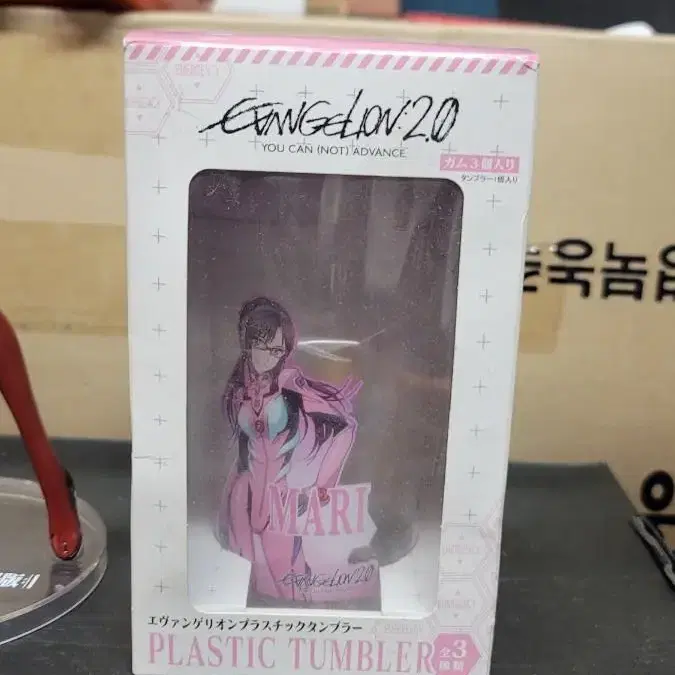 EMERGENCY
EVANGELION:2.0
YOU CAN (NOT) ADVANCE.
ガム3個入り
タンブラー1個入り
MARI
EVANGELION:2.0
EMERGENCY
エヴァンゲリオンプラスチックタンブラー
PLASTIC TUMBLER
全3種類